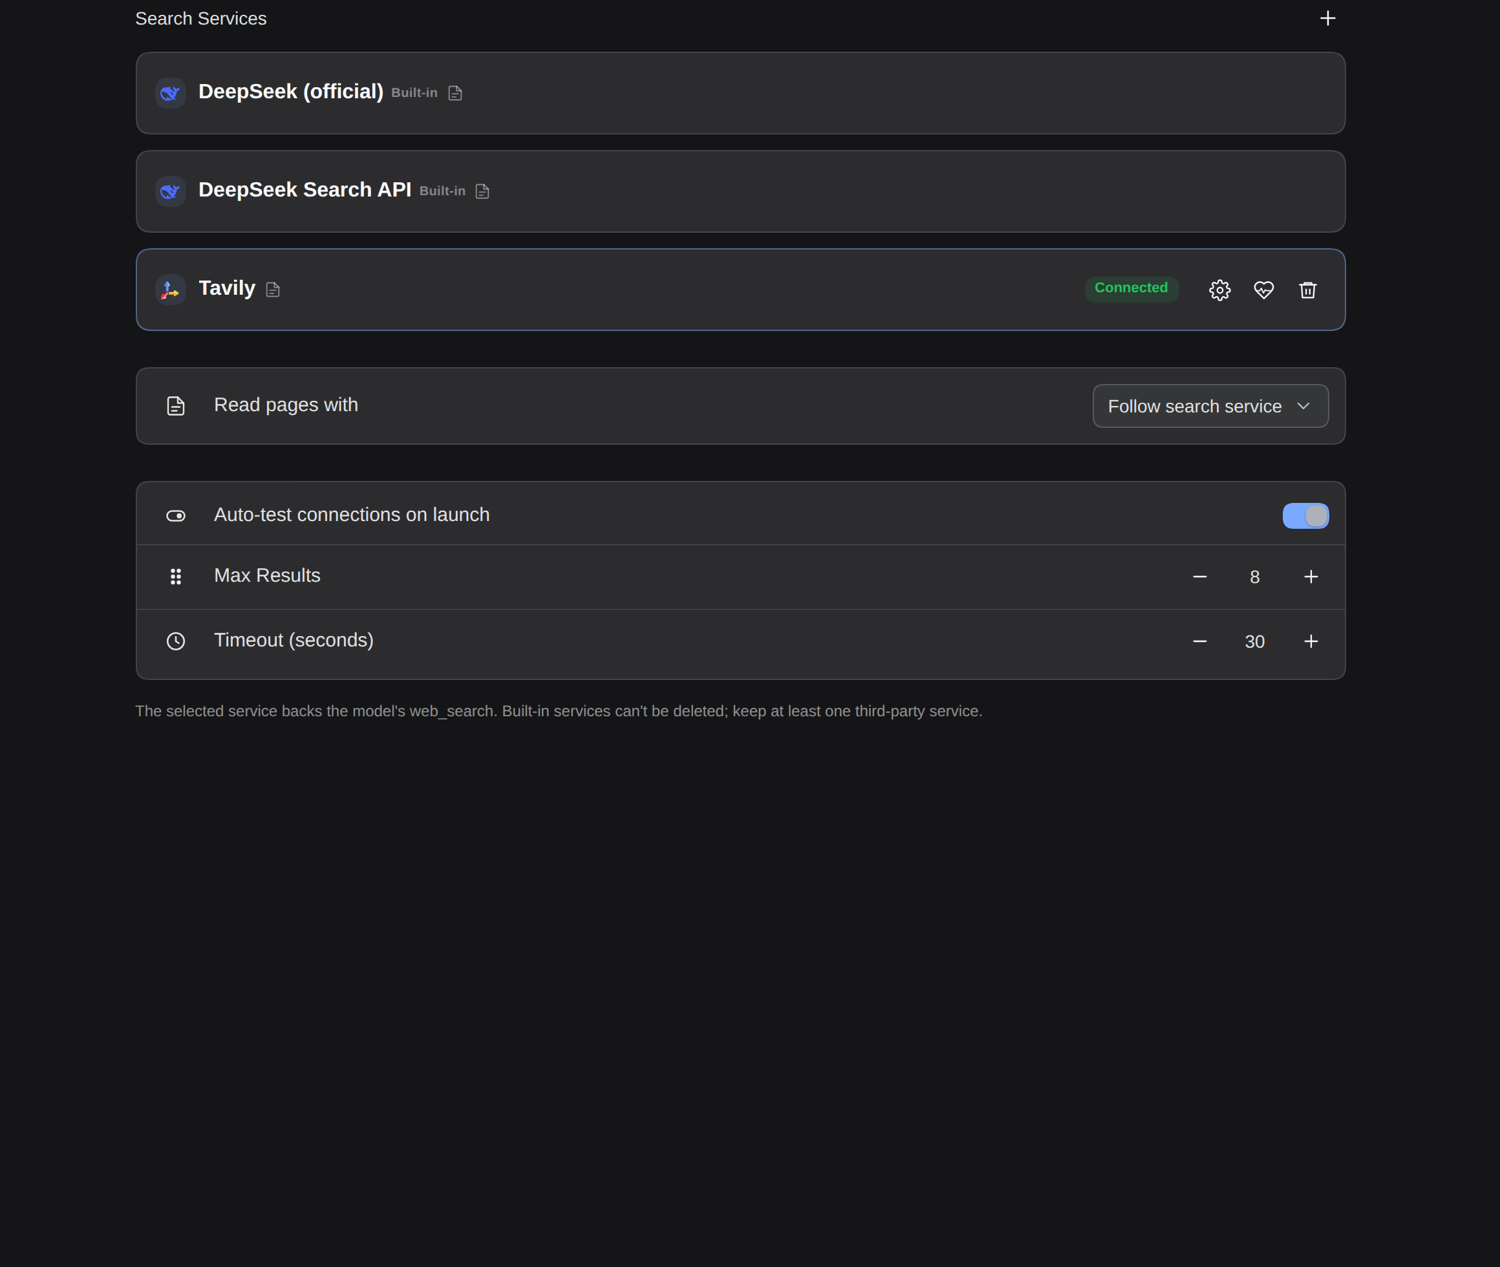 Search Services
DeepSeek (official) Built-in
DeepSeek Search API Built-in
Tavily Connected
Read pages with Follow search service
Auto-test connections on launch
Max Results 8
Timeout (seconds) 30
The selected service backs the model's web_search. Built-in services can't be deleted; keep at least one third-party service.